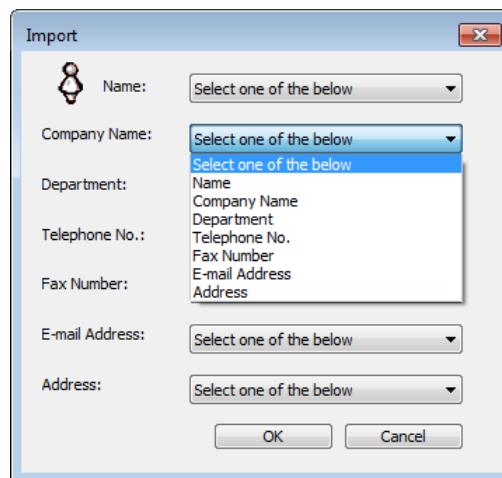 Import
Name: Select one of the below
Company Name: Select one of the below
Select one of the below
Name
Company Name
Department: Department
Telephone No.: Telephone No.
Fax Number
Fax Number: E-mail Address
Address
E-mail Address: Select one of the below
Address: Select one of the below
OK Cancel